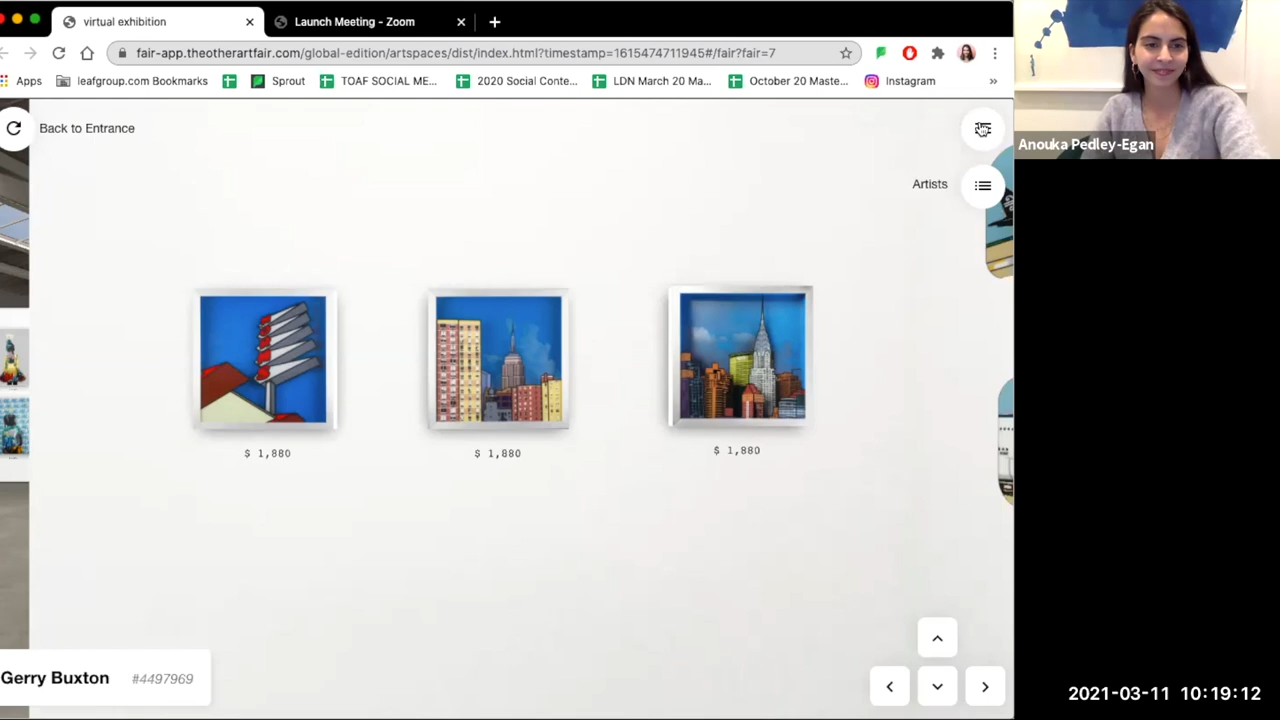 virtual exhibition
Launch Meeting - Zoom
fair-app.theotherartfair.com/global-edition/artspaces/dist/index.html?timestamp=1615474711945#/fair?fair=7
Apps
leafgroup.com Bookmarks
Sprout
TOAF SOCIAL ME...
2020 Social Conte...
LDN March 20 Ma...
October 20 Maste...
Instagram
»
Back to Entrance
Anouka Pedley-Egan
Artists
$ 1,880
$ 1,880
$ 1,880
Gerry Buxton #4497969
2021-03-11 10:19:12